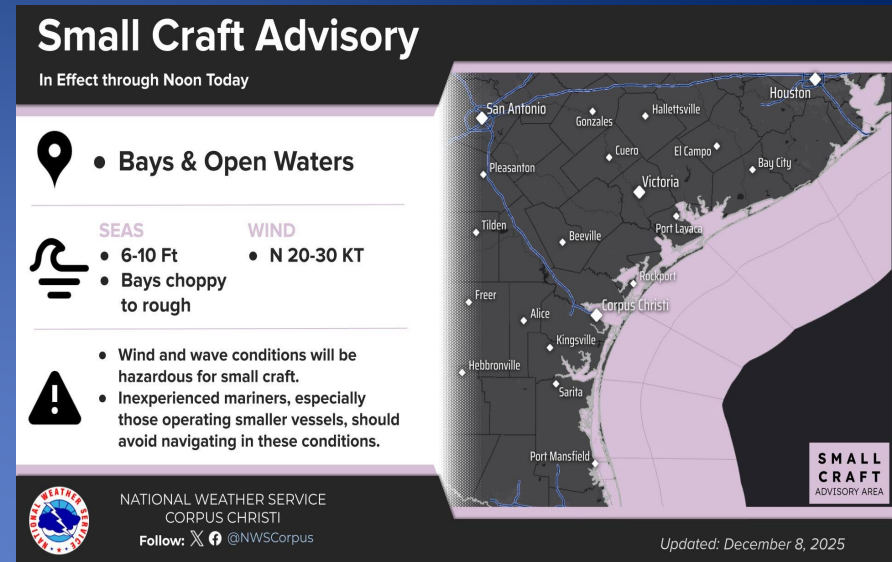 Small Craft Advisory
In Effect through Noon Today
• Bays & Open Waters
SEAS
• 6-10 Ft
• Bays choppy
to rough
WIND
• N 20-30 KT
• Wind and wave conditions will be
hazardous for small craft.
• Inexperienced mariners, especially
those operating smaller vessels, should
avoid navigating in these conditions.
Houston
San Antonio
Gonzales
Hallettsville
Cuero
El Campo
Bay City
Pleasanton
Victoria
Tilden
Beeville
Port Lavaca
Rockport
Freer
Alice
Corpus Christi
Kingsville
Hebbronville
Sarita
Port Mansfield
SMALL
CRAFT
ADVISORY AREA
NATIONAL WEATHER SERVICE
NATIONAL WEATHER SERVICE
CORPUS CHRISTI
Follow: X @NWSCorpus
Updated: December 8, 2025